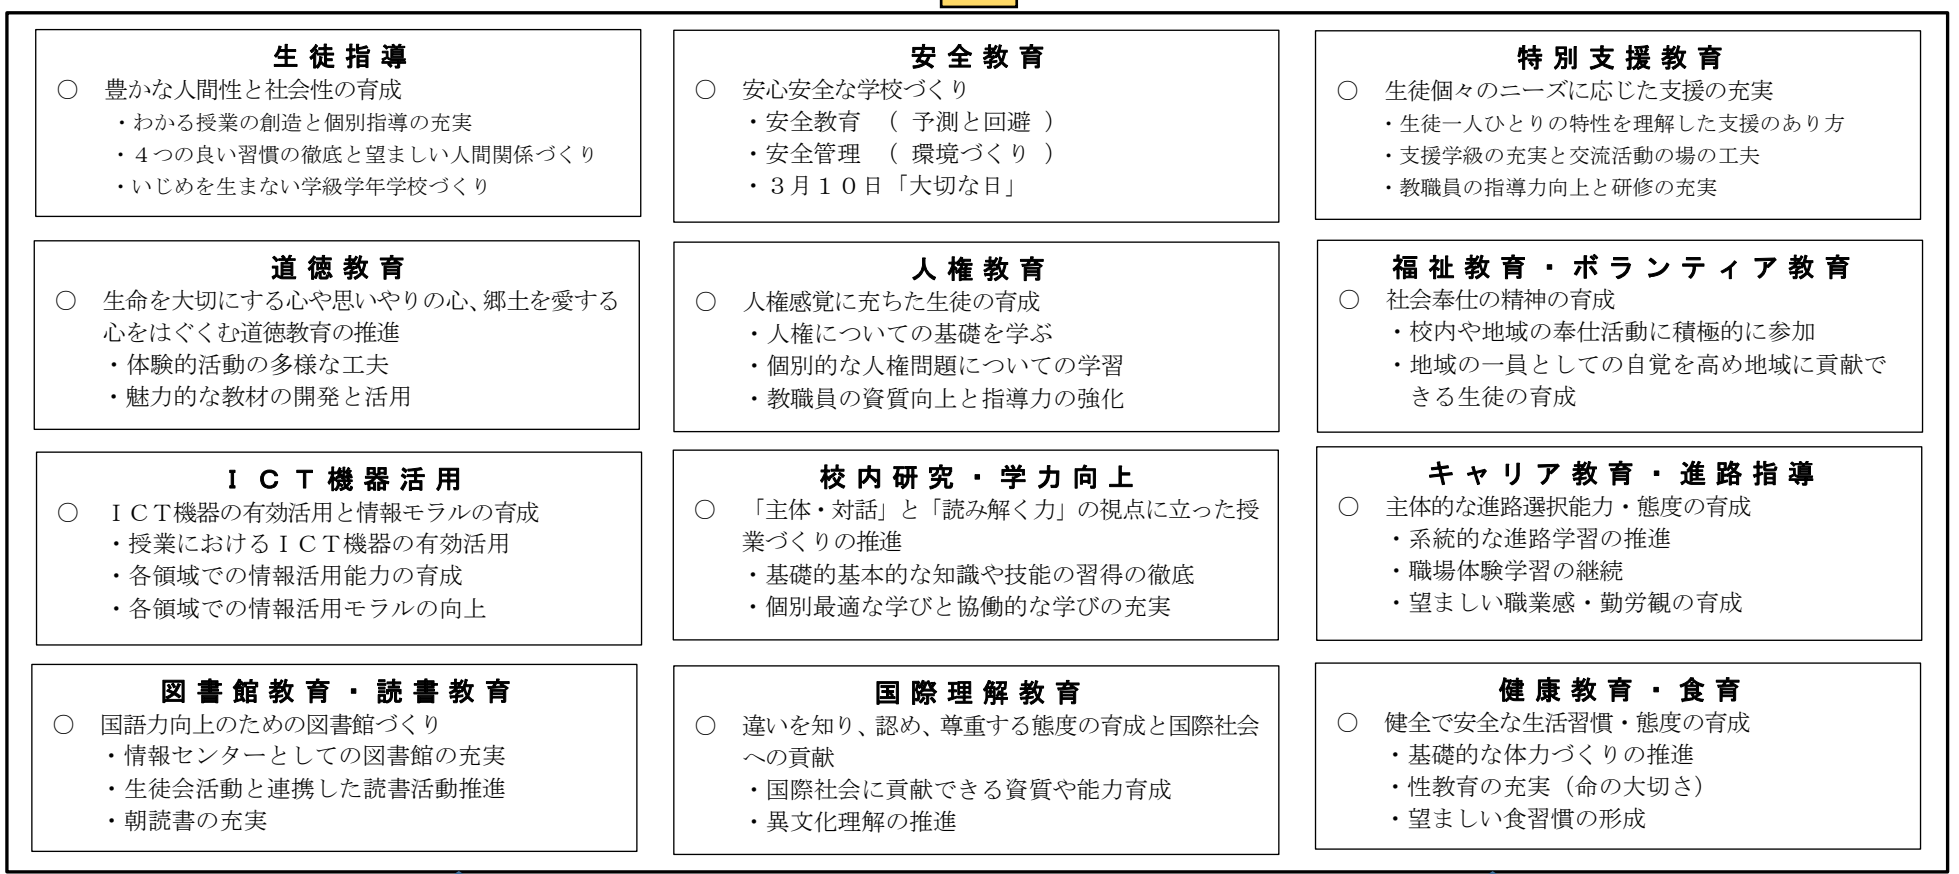 生徒指導
○　豊かな人間性と社会性の育成
・わかる授業の創造と個別指導の充実
・４つの良い習慣の徹底と望ましい人間関係づくり
・いじめを生まない学級学年学校づくり
安全教育
○　安心安全な学校づくり
・安全教育　（ 予測と回避 ）
・安全管理　（ 環境づくり ）
・３月１０日「大切な日」
特別支援教育
○　生徒個々のニーズに応じた支援の充実
・生徒一人ひとりの特性を理解した支援のあり方
・支援学級の充実と交流活動の場の工夫
・教職員の指導力向上と研修の充実
道徳教育
○　生命を大切にする心や思いやりの心、郷土を愛する
心をはぐくむ道徳教育の推進
・体験的活動の多様な工夫
・魅力的な教材の開発と活用
人権教育
○　人権感覚に充ちた生徒の育成
・人権についての基礎を学ぶ
・個別的な人権問題についての学習
・教職員の資質向上と指導力の強化
福祉教育・ボランティア教育
○　社会奉仕の精神の育成
・校内や地域の奉仕活動に積極的に参加
・地域の一員としての自覚を高め地域に貢献で
きる生徒の育成
ＩＣＴ機器活用
○　ＩＣＴ機器の有効活用と情報モラルの育成
・授業におけるＩＣＴ機器の有効活用
・各領域での情報活用能力の育成
・各領域での情報活用モラルの向上
校内研究・学力向上
○　「主体・対話」と「読み解く力」の視点に立った授
業づくりの推進
・基礎的基本的な知識や技能の習得の徹底
・個別最適な学びと協働的な学びの充実
キャリア教育・進路指導
○　主体的な進路選択能力・態度の育成
・系統的な進路学習の推進
・職場体験学習の継続
・望ましい職業感・勤労観の育成
図書館教育・読書教育
○　国語力向上のための図書館づくり
・情報センターとしての図書館の充実
・生徒会活動と連携した読書活動推進
・朝読書の充実
国際理解教育
○　違いを知り、認め、尊重する態度の育成と国際社会
への貢献
・国際社会に貢献できる資質や能力育成
・異文化理解の推進
健康教育・食育
○　健全で安全な生活習慣・態度の育成
・基礎的な体力づくりの推進
・性教育の充実（命の大切さ）
・望ましい食習慣の形成